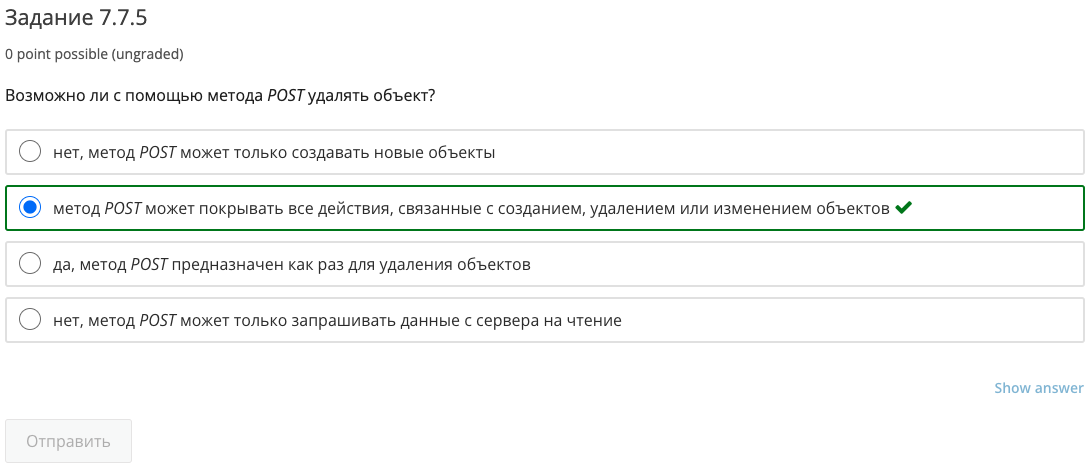 Задание 7.7.5
0 point possible (ungraded)
Возможно ли с помощью метода POST удалять объект?
нет, метод POST может только создавать новые объекты
метод POST может покрывать все действия, связанные с созданием, удалением или изменением объектов
да, метод POST предназначен как раз для удаления объектов
нет, метод POST может только запрашивать данные с сервера на чтение
Show answer
Отправить